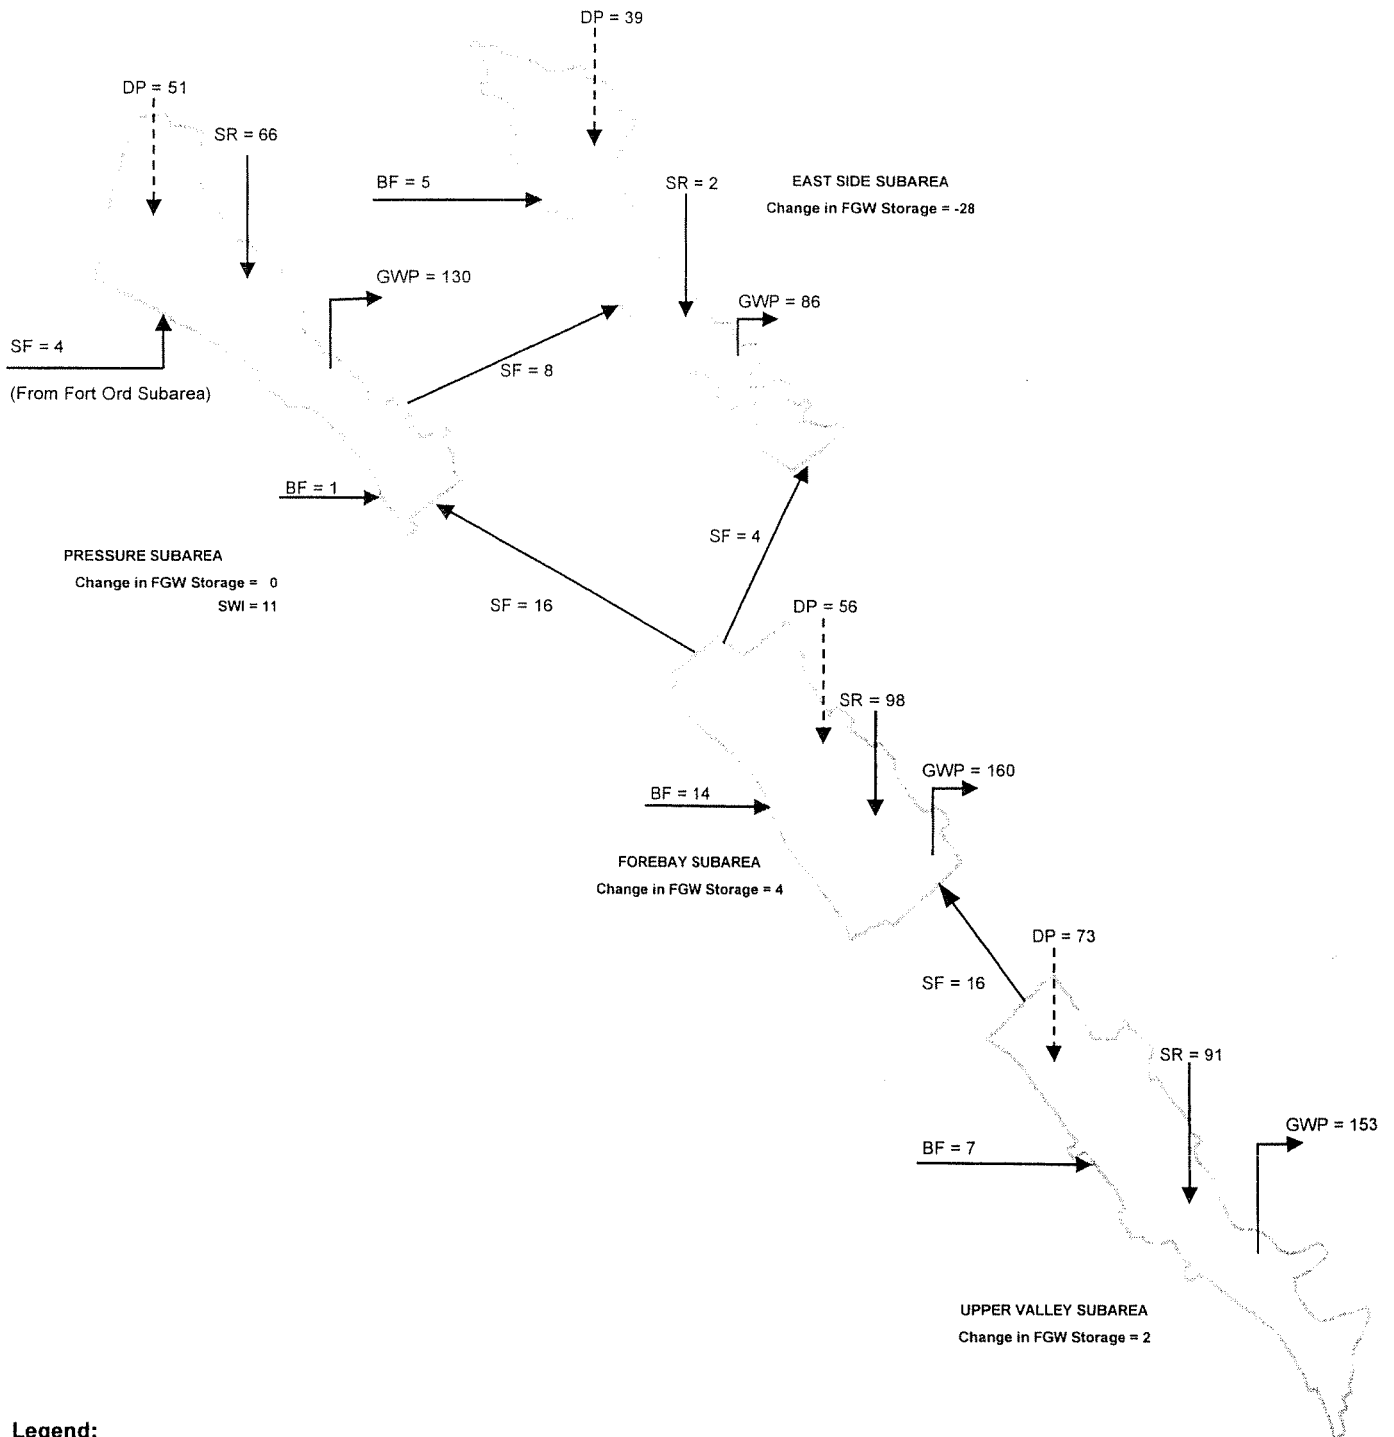 DP = 39
DP = 51
SR = 66
BF = 5
SR = 2
EAST SIDE SUBAREA
Change in FGW Storage = -28
GWP = 130
GWP = 86
SF = 4
(From Fort Ord Subarea)
SF = 8
BF = 1
SF = 4
PRESSURE SUBAREA
Change in FGW Storage = 0
SWI = 11
SF = 16
DP = 56
SR = 98
GWP = 160
BF = 14
FOREBAY SUBAREA
Change in FGW Storage = 4
DP = 73
SF = 16
SR = 91
GWP = 153
BF = 7
UPPER VALLEY SUBAREA
Change in FGW Storage = 2
Legend: